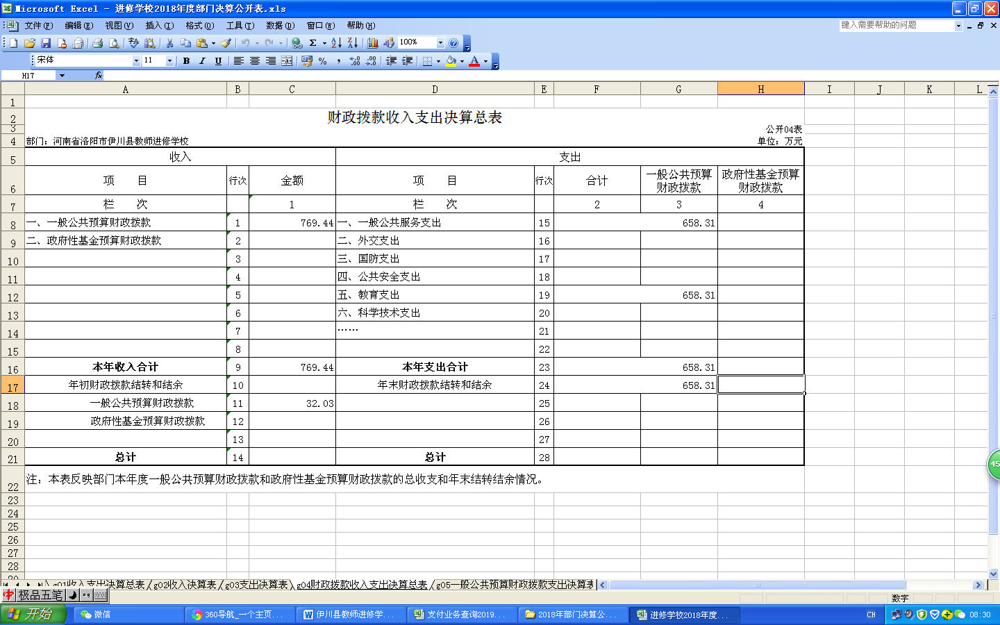 Microsoft Excel - 进修学校2018年度部门决算公开表.xls
文件(F) 编辑(E) 视图(V) 插入(I) 格式(O) 工具(T) 数据(D) 窗口(W) 帮助(H) 键入需要帮助的问题
100%
宋体 11 B I U
H17 fx
A B C D E F G H I J K L
1
2 财政拨款收入支出决算总表
3 公开04表
4 部门：河南省洛阳市伊川县教师进修学校 单位：万元
5 收入 支出
6 项 目 行次 金额 项 目 行次 合计 一般公共预算财政拨款 政府性基金预算财政拨款
7 栏 次 1 栏 次 2 3 4
8 一、一般公共预算财政拨款 1 769.44 一、一般公共服务支出 15 658.31
9 二、政府性基金预算财政拨款 2 二、外交支出 16
10 3 三、国防支出 17
11 4 四、公共安全支出 18
12 5 五、教育支出 19 658.31
13 6 六、科学技术支出 20
14 7 …… 21
15 8 22
16 本年收入合计 9 769.44 本年支出合计 23 658.31
17 年初财政拨款结转和结余 10 年末财政拨款结转和结余 24 658.31
18 一般公共预算财政拨款 11 32.03 25
19 政府性基金预算财政拨款 12 26
20 13 27
21 总计 14 总计 28
22 注：本表反映部门本年度一般公共预算财政拨款和政府性基金预算财政拨款的总收支和年末结转结余情况。
23
24
25
26
27
28
29
g01收入支出决算总表 g02收入决算表 g03支出决算表 g04财政拨款收入支出决算总表 g05一般公共预算财政拨款支出决算表
中 极品五笔 数字
45
开始 微信 360导航_一个主页... 伊川县教师进修学... 支付业务查询2019... 2018年部门决算公... 进修学校2018年度... CH 08:30